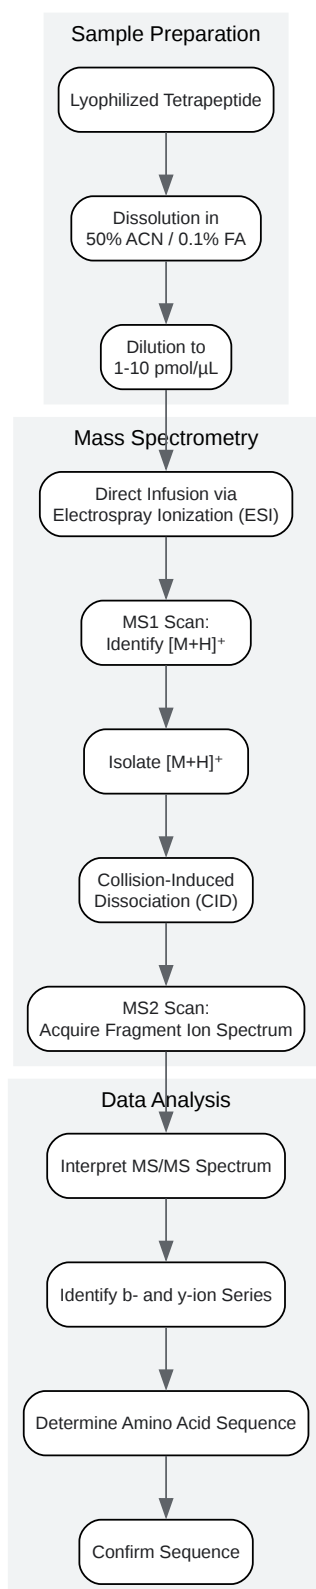 Sample Preparation
Lyophilized Tetrapeptide
Dissolution in
50% ACN / 0.1% FA
Dilution to
1-10 pmol/µL
Mass Spectrometry
Direct Infusion via
Electrospray Ionization (ESI)
MS1 Scan:
Identify [M+H]⁺
Isolate [M+H]⁺
Collision-Induced
Dissociation (CID)
MS2 Scan:
Acquire Fragment Ion Spectrum
Data Analysis
Interpret MS/MS Spectrum
Identify b- and y-ion Series
Determine Amino Acid Sequence
Confirm Sequence